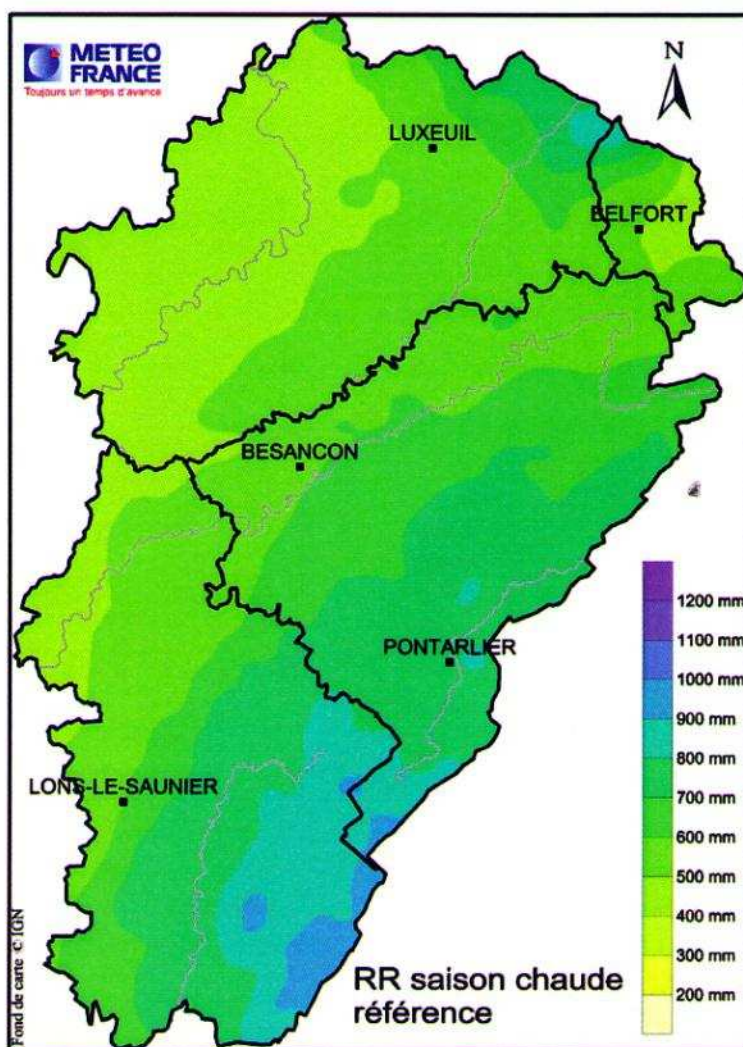 METEO
FRANCE
Toujours un temps d'avance
N
LUXEUIL
BELFORT
BESANCON
PONTARLIER
LONS-LE-SAUNIER
1200 mm
1100 mm
1000 mm
900 mm
800 mm
700 mm
600 mm
500 mm
400 mm
300 mm
200 mm
RR saison chaude
référence
Fond de carte © IGN